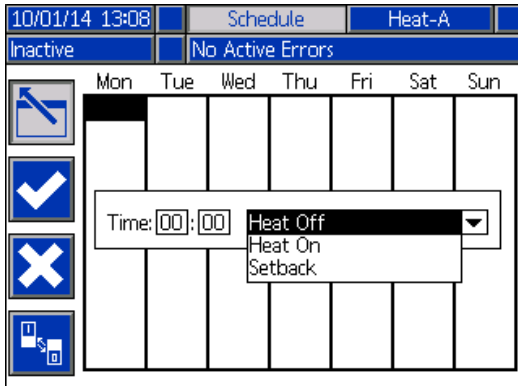 10/01/14 13:08 Schedule Heat-A
Inactive No Active Errors
Mon Tue Wed Thu Fri Sat Sun
Time: 00 : 00 Heat Off
Heat On
Setback